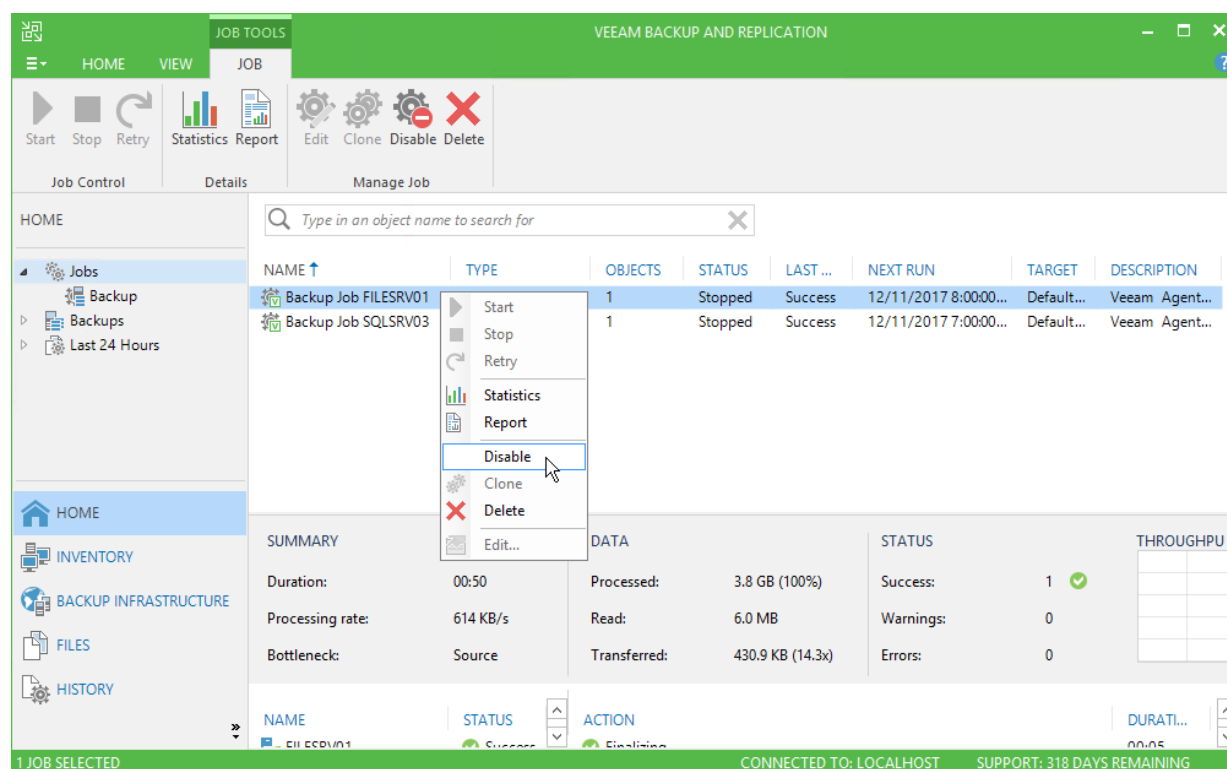 JOB TOOLS
VEEAM BACKUP AND REPLICATION
HOME VIEW JOB
Start Stop Retry Statistics Report Edit Clone Disable Delete
Job Control Details Manage Job
HOME
Type in an object name to search for
NAME TYPE OBJECTS STATUS LAST ... NEXT RUN TARGET DESCRIPTION
Jobs
Backup
Backups
Last 24 Hours
Backup Job FILESRV01 1 Stopped Success 12/11/2017 8:00:00... Default... Veeam Agent...
Backup Job SQLSRV03 1 Stopped Success 12/11/2017 7:00:00... Default... Veeam Agent...
Start
Stop
Retry
Statistics
Report
Disable
Clone
Delete
Edit...
HOME
INVENTORY
BACKUP INFRASTRUCTURE
FILES
HISTORY
SUMMARY DATA STATUS THROUGHPU
Duration: 00:50 Processed: 3.8 GB (100%) Success: 1
Processing rate: 614 KB/s Read: 6.0 MB Warnings: 0
Bottleneck: Source Transferred: 430.9 KB (14.3x) Errors: 0
NAME STATUS ACTION DURATI...
FILESRV01 Success Finalizing 00:05
1 JOB SELECTED CONNECTED TO: LOCALHOST SUPPORT: 318 DAYS REMAINING